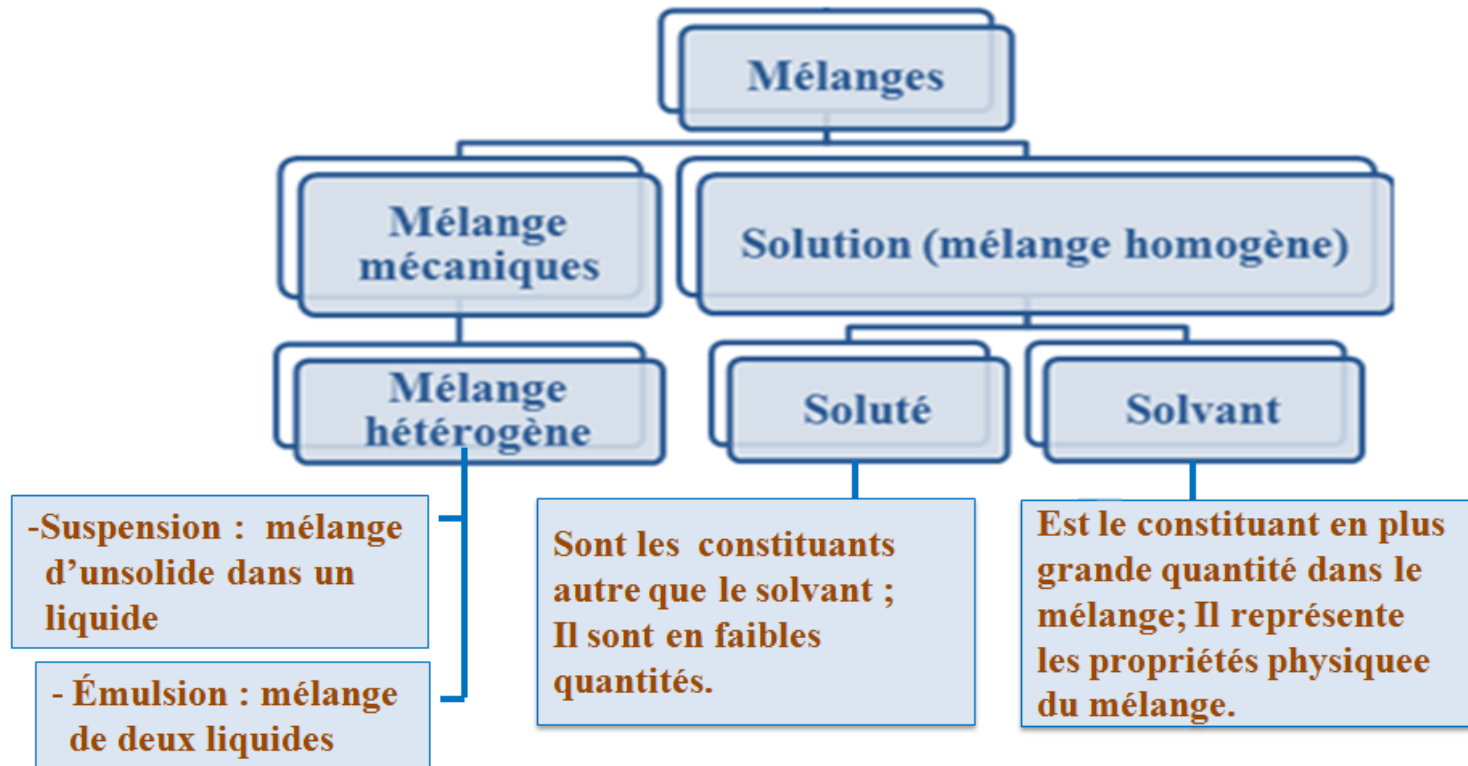 Mélanges
Mélange
mécaniques
Solution (mélange homogène)
Mélange
hétérogène
Soluté
Solvant
-Suspension : mélange
d’unsolide dans un
liquide
- Émulsion : mélange
de deux liquides
Sont les constituants
autre que le solvant ;
Il sont en faibles
quantités.
Est le constituant en plus
grande quantité dans le
mélange; Il représente
les propriétés physiquee
du mélange.